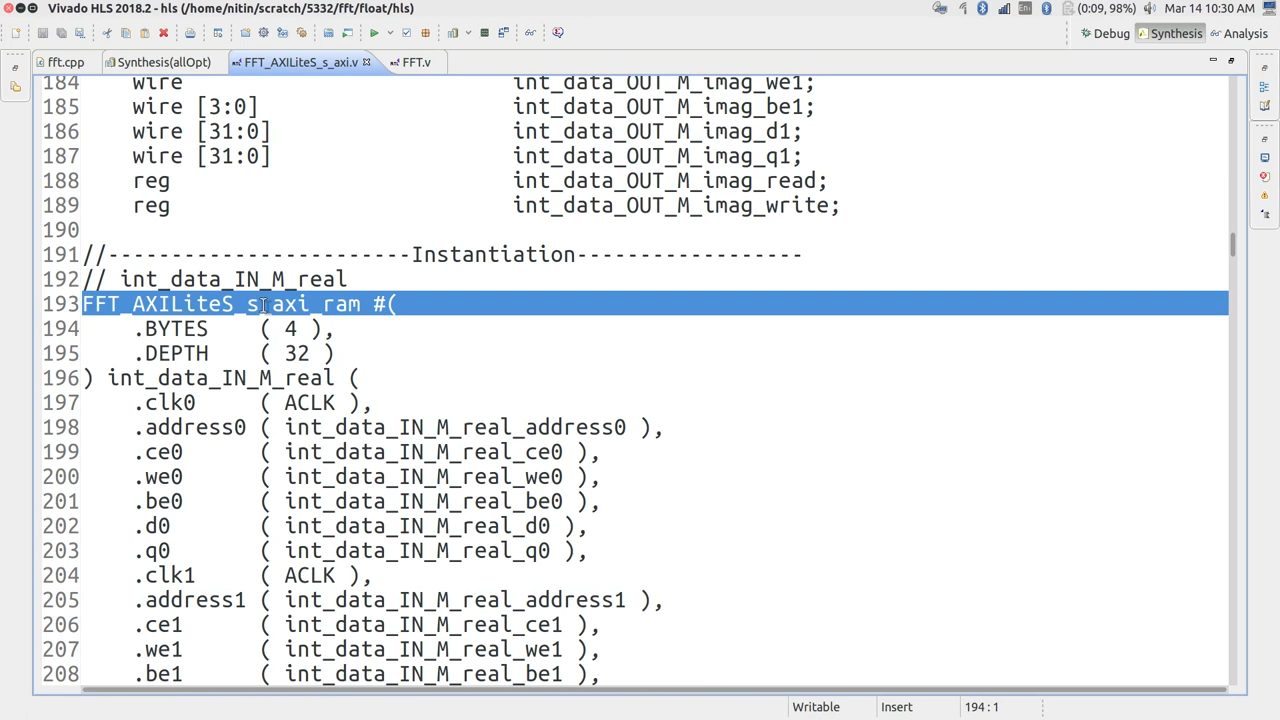 Vivado HLS 2018.2 - hls (/home/nitin/scratch/5332/fft/float/hls)
En
(0:09, 98%)
Mar 14 10:30 AM
Debug
Synthesis
Analysis
fft.cpp
Synthesis(allOpt)
FFT_AXILiteS_s_axi.v
FFT.v
184 wire int_data_OUT_M_imag_we1;
185 wire [3:0] int_data_OUT_M_imag_be1;
186 wire [31:0] int_data_OUT_M_imag_d1;
187 wire [31:0] int_data_OUT_M_imag_q1;
188 reg int_data_OUT_M_imag_read;
189 reg int_data_OUT_M_imag_write;
190
191 //------------------------Instantiation------------------
192 // int_data_IN_M_real
193 FFT_AXILiteS_s_axi_ram #(
194 .BYTES ( 4 ),
195 .DEPTH ( 32 )
196 ) int_data_IN_M_real (
197 .clk0 ( ACLK ),
198 .address0 ( int_data_IN_M_real_address0 ),
199 .ce0 ( int_data_IN_M_real_ce0 ),
200 .we0 ( int_data_IN_M_real_we0 ),
201 .be0 ( int_data_IN_M_real_be0 ),
202 .d0 ( int_data_IN_M_real_d0 ),
203 .q0 ( int_data_IN_M_real_q0 ),
204 .clk1 ( ACLK ),
205 .address1 ( int_data_IN_M_real_address1 ),
206 .ce1 ( int_data_IN_M_real_ce1 ),
207 .we1 ( int_data_IN_M_real_we1 ),
208 .be1 ( int_data_IN_M_real_be1 ),
Writable
Insert
194 : 1